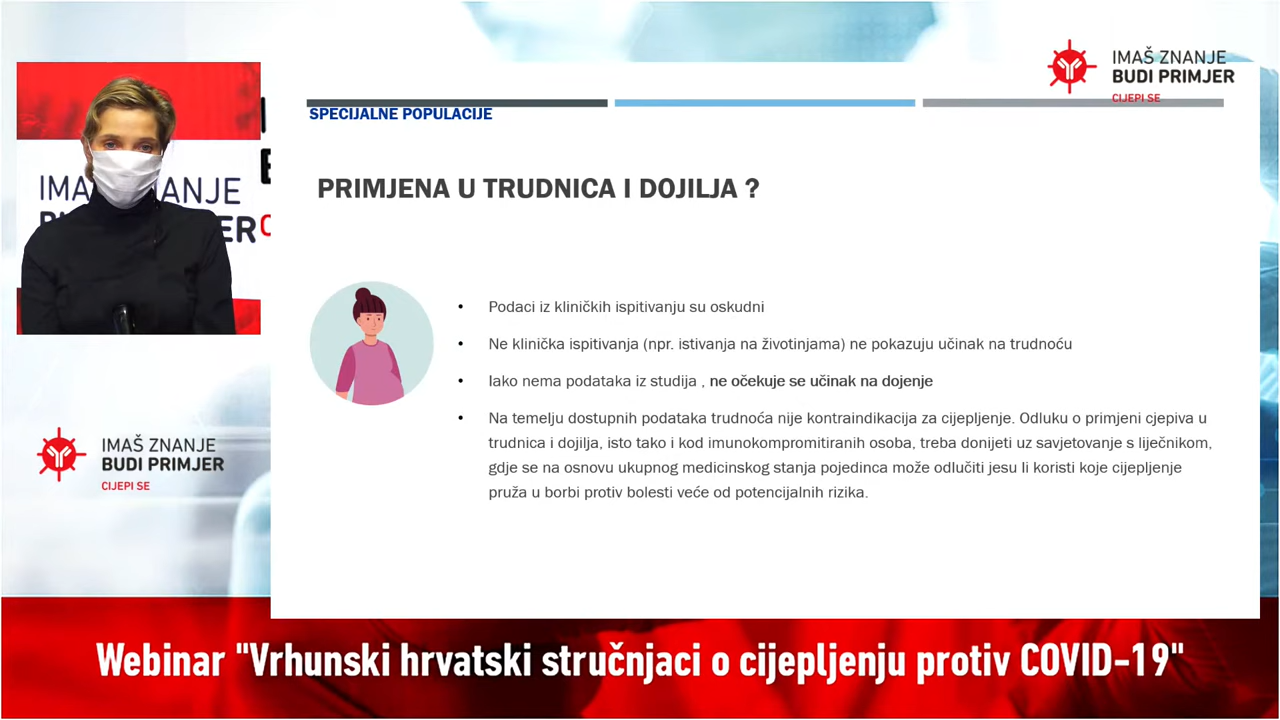 IMAŠ ZNANJE
BUDI PRIMJER
CIJEPI SE
SPECIJALNE POPULACIJE
PRIMJENA U TRUDNICA I DOJILJA ?
• Podaci iz kliničkih ispitivanju su oskudni
• Ne klinička ispitivanja (npr. istivanja na životinjama) ne pokazuju učinak na trudnoću
• Iako nema podataka iz studija , ne očekuje se učinak na dojenje
• Na temelju dostupnih podataka trudnoća nije kontraindikacija za cijepljenje. Odluku o primjeni cjepiva u
trudnica i dojilja, isto tako i kod imunokompromitiranih osoba, treba donijeti uz savjetovanje s liječnikom,
gdje se na osnovu ukupnog medicinskog stanja pojedinca može odlučiti jesu li koristi koje cijepljenje
pruža u borbi protiv bolesti veće od potencijalnih rizika.
IMAŠ ZNANJE
BUDI PRIMJER
CIJEPI SE
Webinar "Vrhunski hrvatski stručnjaci o cijepljenju protiv COVID-19"